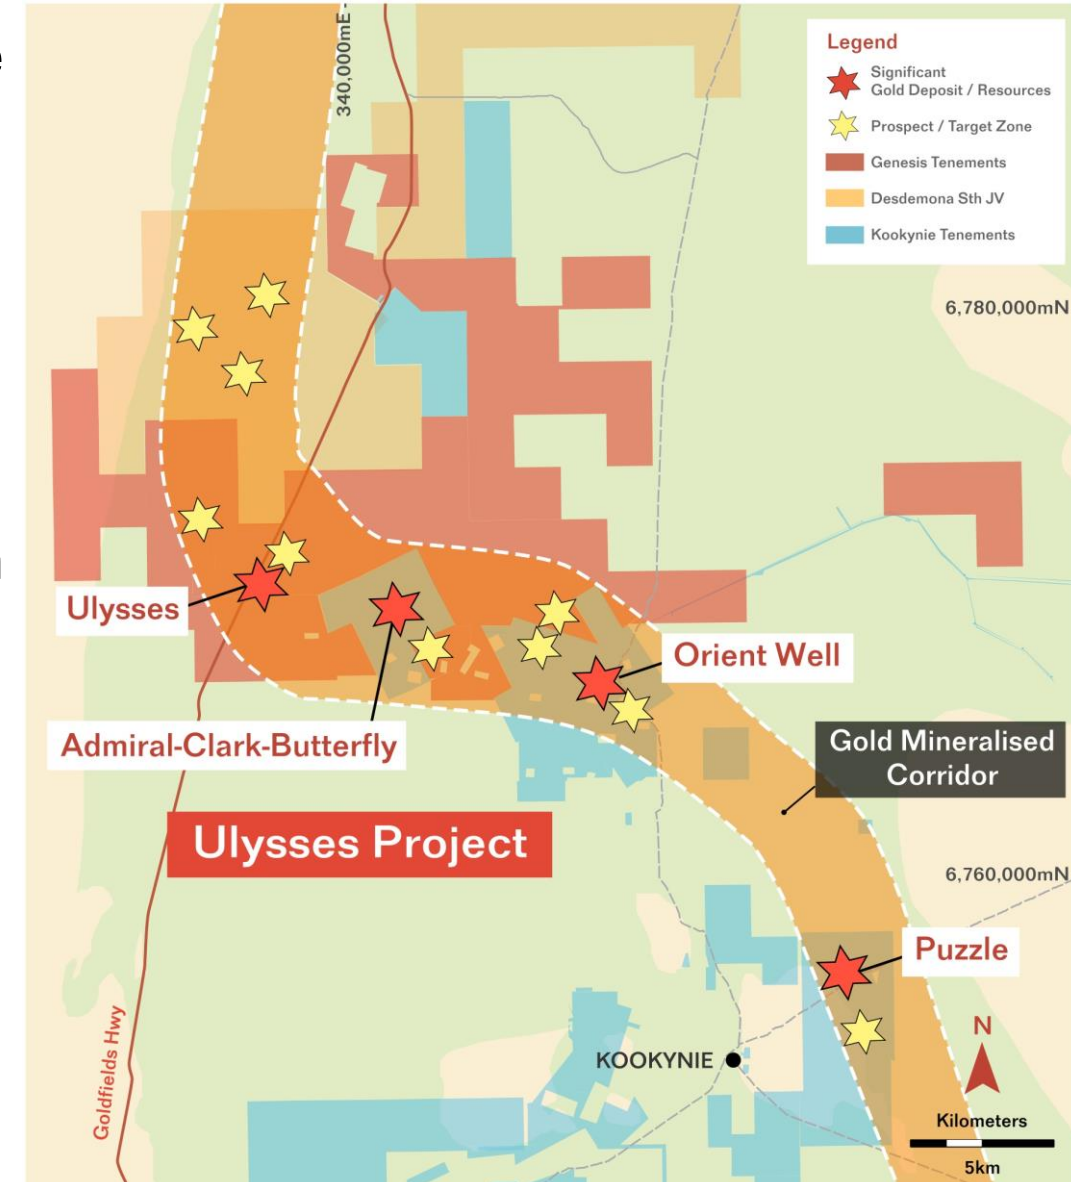 340,000mE
Legend
Significant
Gold Deposit / Resources
Prospect / Target Zone
Genesis Tenements
Desdemona Sth JV
Kookynie Tenements
6,780,000mN
Ulysses
Orient Well
Admiral-Clark-Butterfly
Gold Mineralised
Corridor
Ulysses Project
6,760,000mN
Puzzle
Goldfields Hwy
KOOKYNIE
N
Kilometers
5km